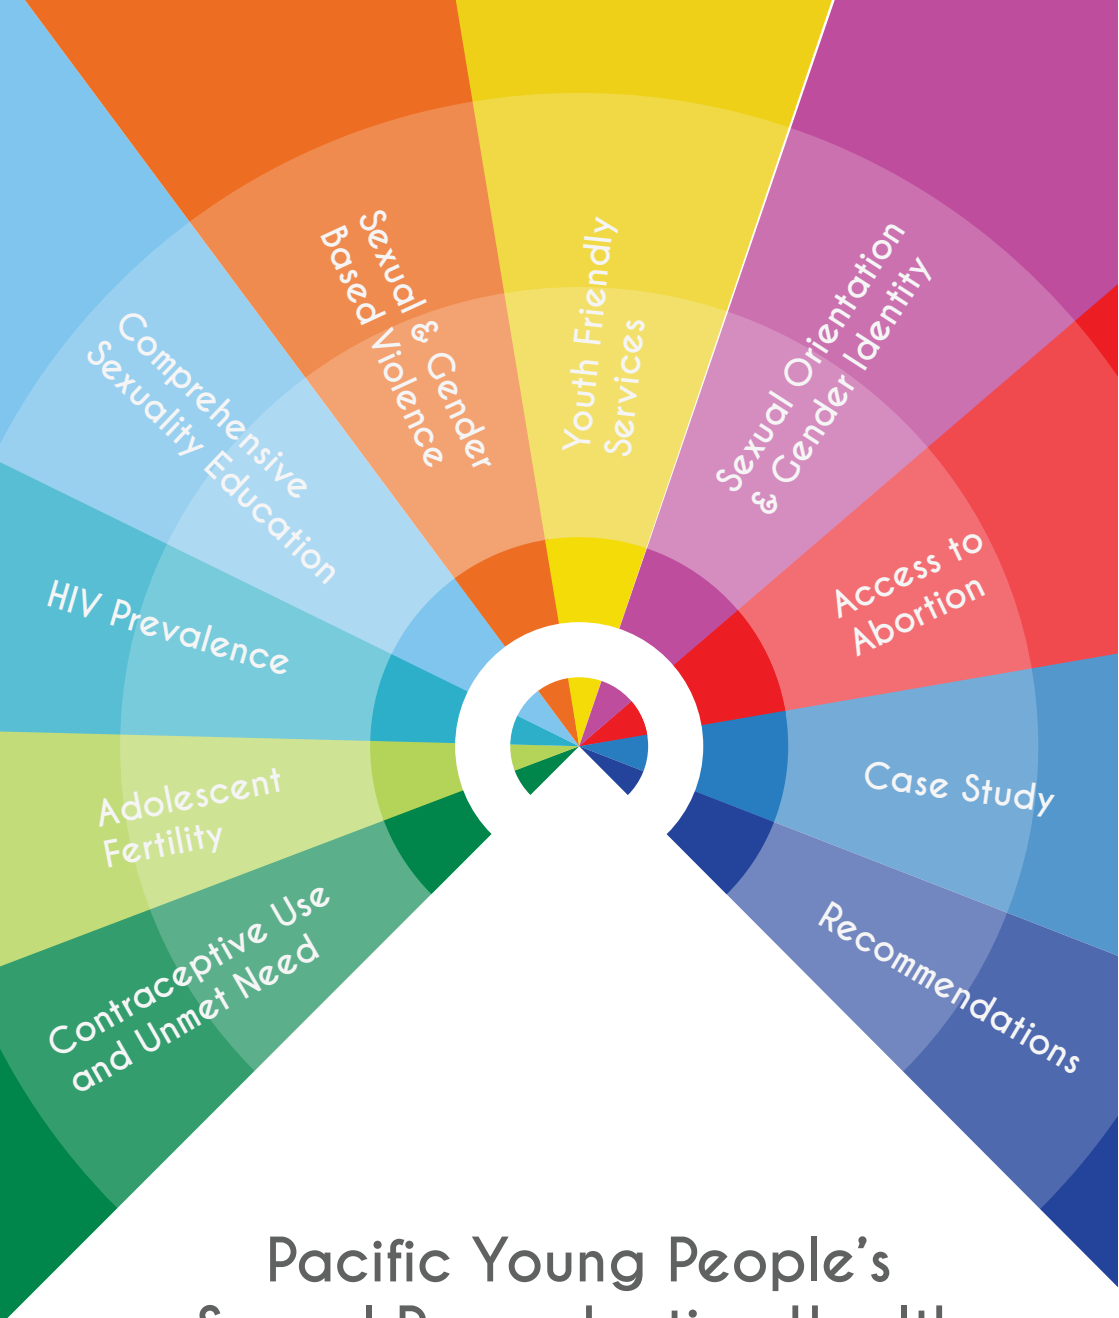 Contraceptive Use
and Unmet Need
Adolescent
Fertility
HIV Prevalence
Comprehensive
Sexuality Education
Sexual & Gender
Based Violence
Youth Friendly
Services
Sexual Orientation
& Gender Identity
Access to
Abortion
Case Study
Recommendations
Pacific Young People’s